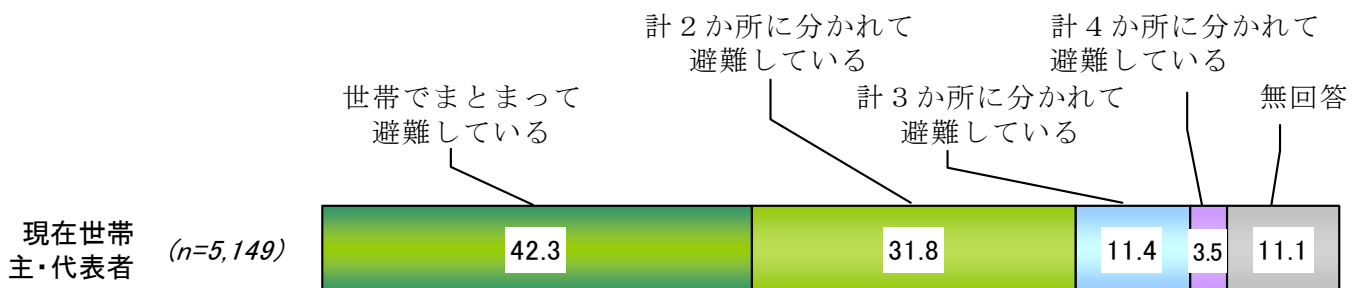 計２か所に分かれて
避難している
計４か所に分かれて
避難している
世帯でまとまって
避難している
計３か所に分かれて
避難している
無回答
現在世帯
主・代表者
(n=5,149)
42.3
31.8
11.4
3.5
11.1